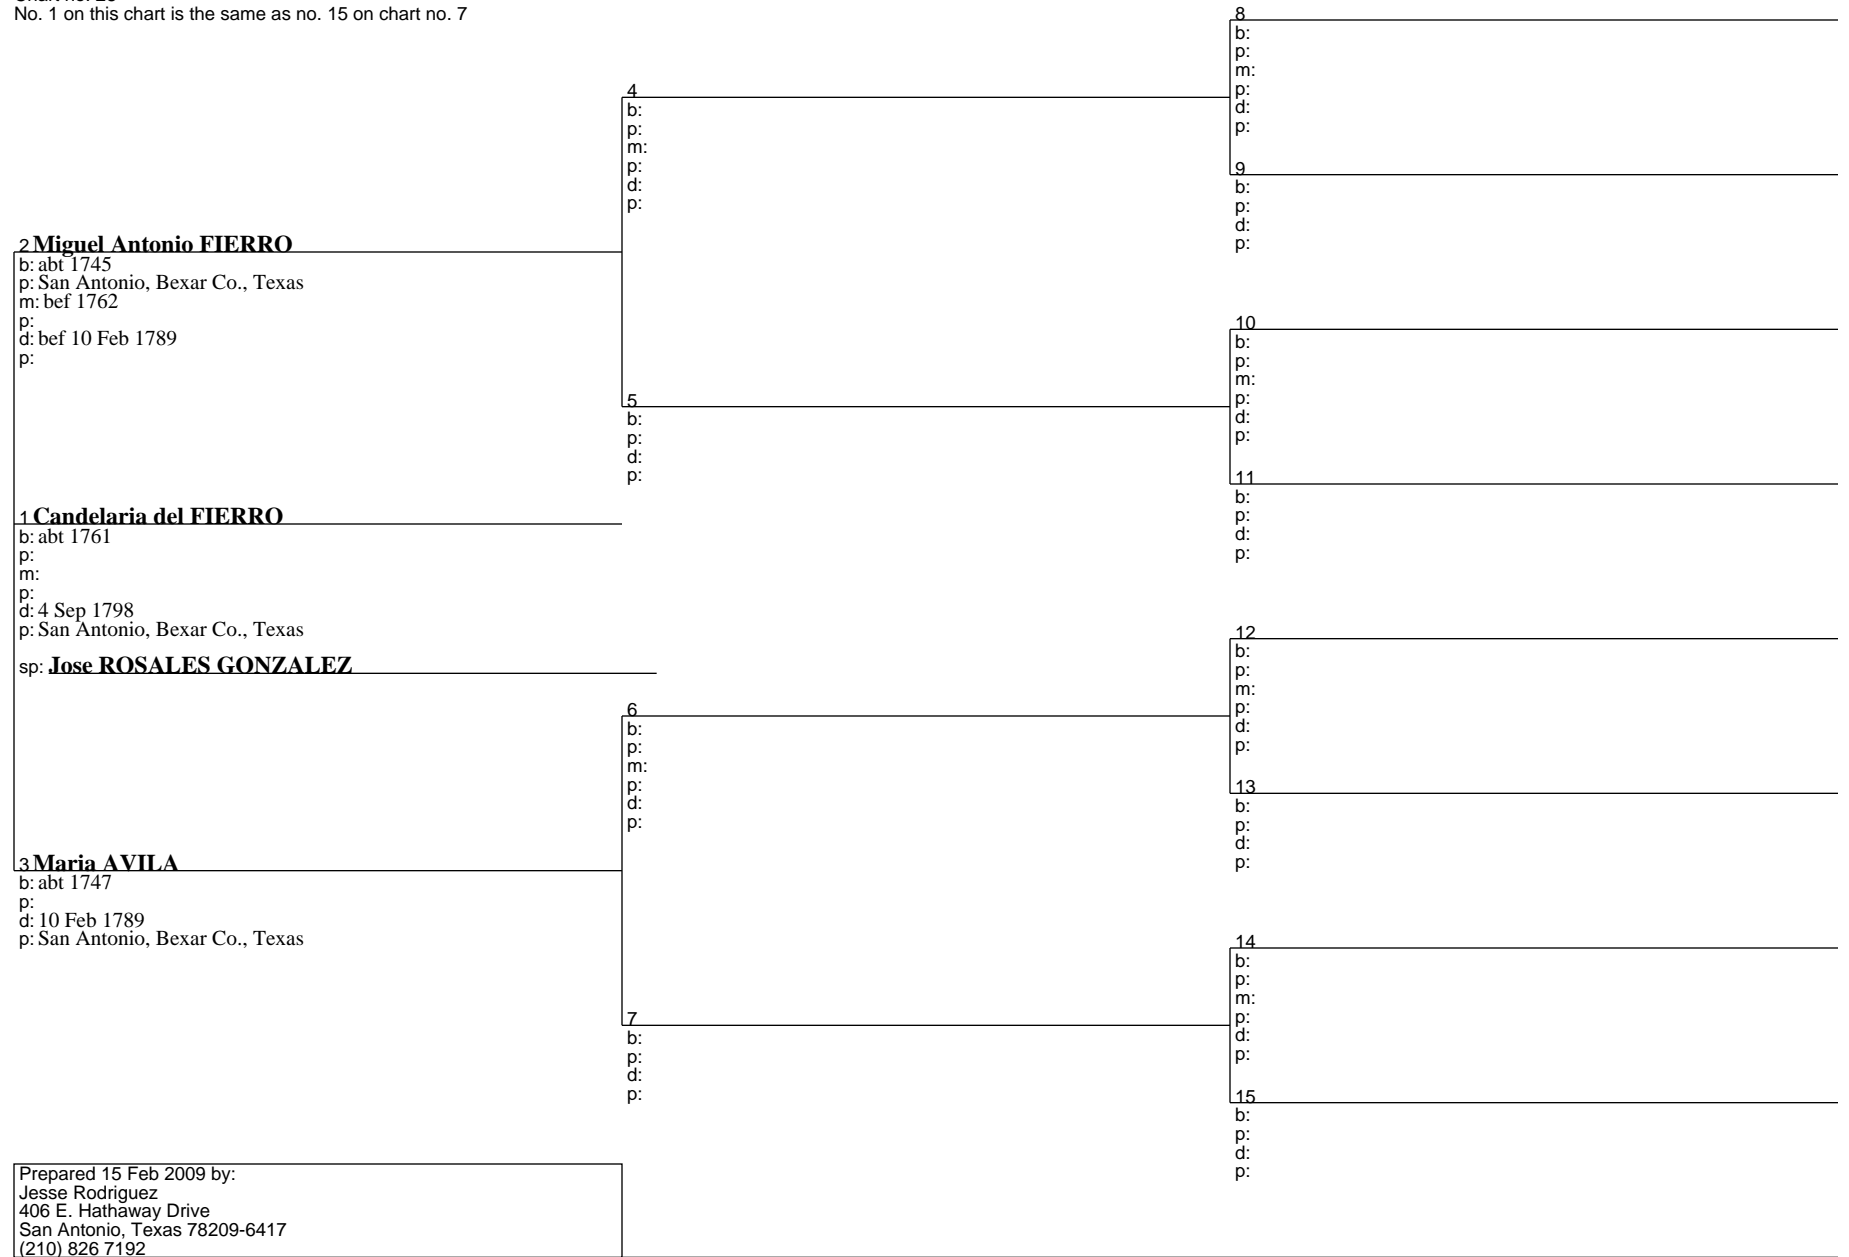 No. 1 on this chart is the same as no. 15 on chart no. 7
2 Miguel Antonio FIERRO
b: abt 1745
p: San Antonio, Bexar Co., Texas
m: bef 1762
p:
d: bef 10 Feb 1789
p:
1 Candelaria del FIERRO
b: abt 1761
p:
m:
p:
d: 4 Sep 1798
p: San Antonio, Bexar Co., Texas
sp: Jose ROSALES GONZALEZ
3 Maria AVILA
b: abt 1747
p:
d: 10 Feb 1789
p: San Antonio, Bexar Co., Texas
4
b:
p:
m:
p:
d:
p:
5
b:
p:
d:
p:
6
b:
p:
m:
p:
d:
p:
7
b:
p:
d:
p:
8
b:
p:
m:
p:
d:
p:
9
b:
p:
d:
p:
10
b:
p:
m:
p:
d:
p:
11
b:
p:
d:
p:
12
b:
p:
m:
p:
d:
p:
13
b:
p:
d:
p:
14
b:
p:
m:
p:
d:
p:
15
b:
p:
d:
p:
Prepared 15 Feb 2009 by:
Jesse Rodriguez
406 E. Hathaway Drive
San Antonio, Texas 78209-6417
(210) 826 7192